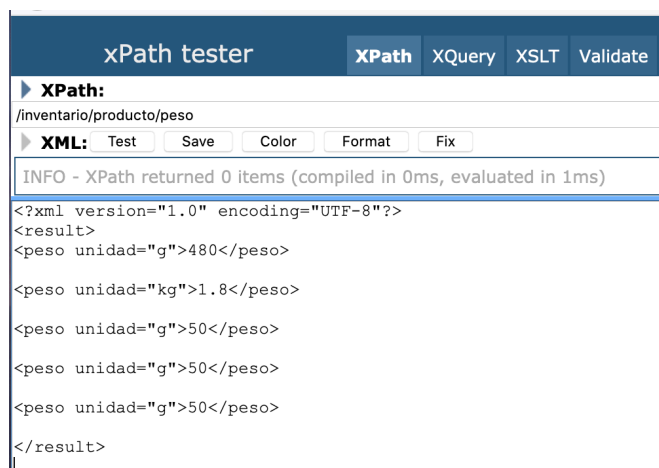 xPath tester
XPath XQuery XSLT Validate
XPath:
/inventario/producto/peso
XML: Test Save Color Format Fix
INFO - XPath returned 0 items (compiled in 0ms, evaluated in 1ms)
<?xml version="1.0" encoding="UTF-8"?>
<result>
<peso unidad="g">480</peso>
<peso unidad="kg">1.8</peso>
<peso unidad="g">50</peso>
<peso unidad="g">50</peso>
<peso unidad="g">50</peso>
</result>